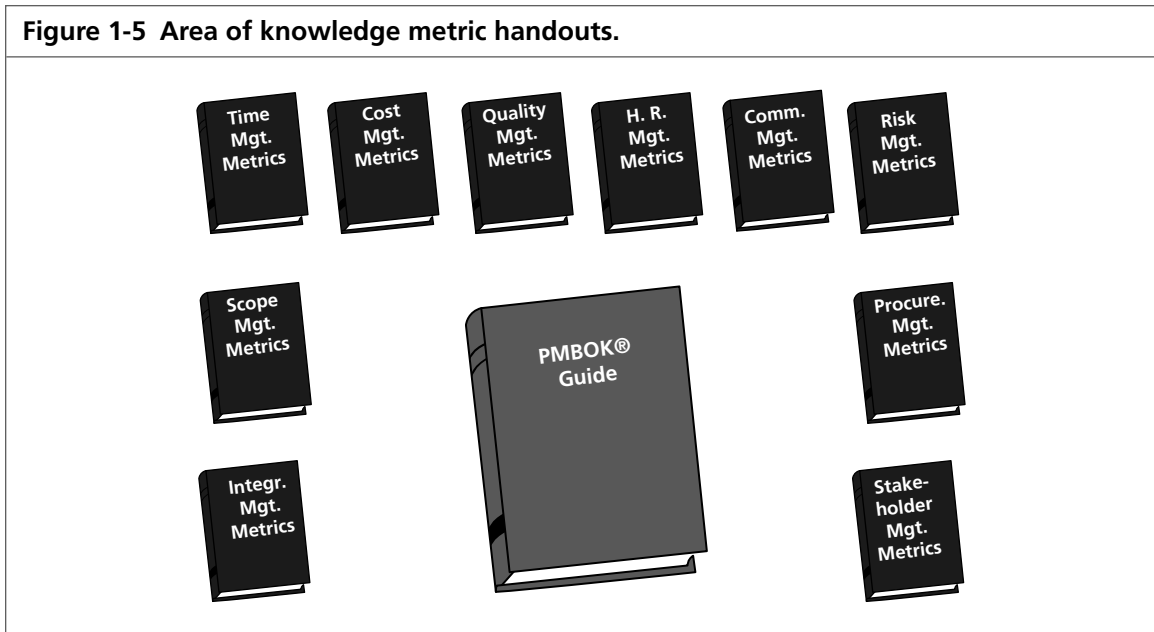 Figure 1-5 Area of knowledge metric handouts.
Time
Mgt.
Metrics
Cost
Mgt.
Metrics
Quality
Mgt.
Metrics
H. R.
Mgt.
Metrics
Comm.
Mgt.
Metrics
Risk
Mgt.
Metrics
Scope
Mgt.
Metrics
PMBOK®
Guide
Procure.
Mgt.
Metrics
Integr.
Mgt.
Metrics
Stake-
holder
Mgt.
Metrics